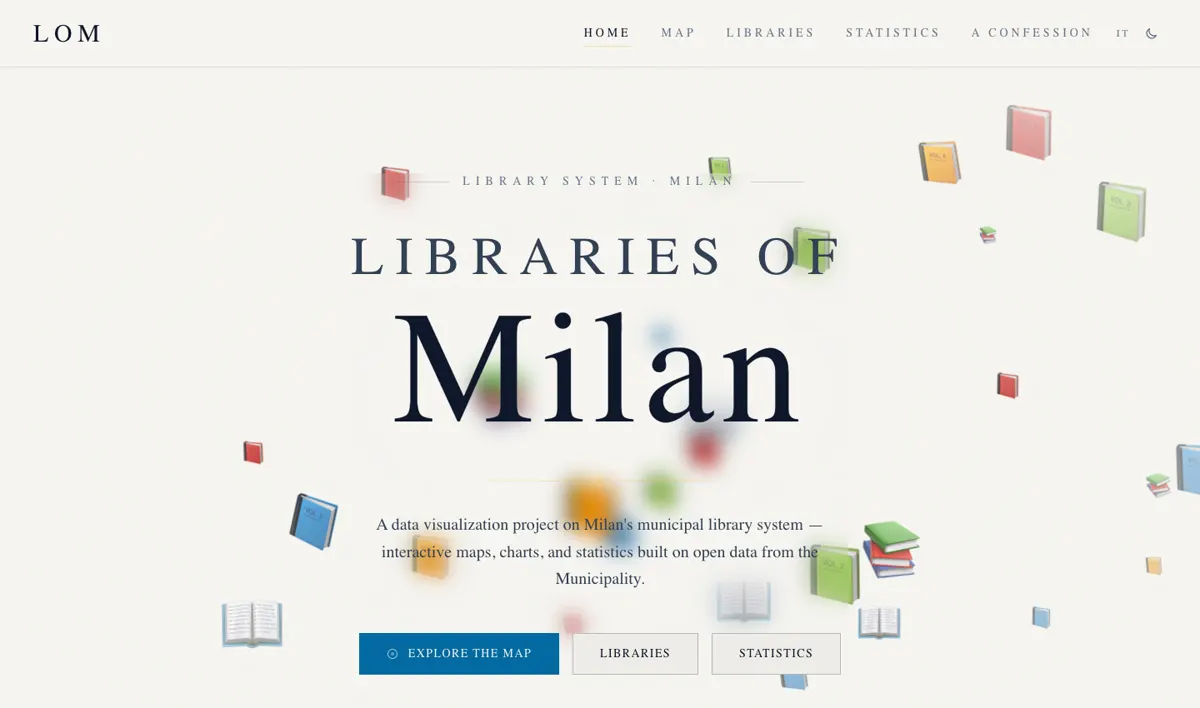 LOM
HOME MAP LIBRARIES STATISTICS A CONFESSION IT
LIBRARY SYSTEM · MILAN
LIBRARIES OF
Milan
A data visualization project on Milan's municipal library system —
interactive maps, charts, and statistics built on open data from the
Municipality.
EXPLORE THE MAP LIBRARIES STATISTICS